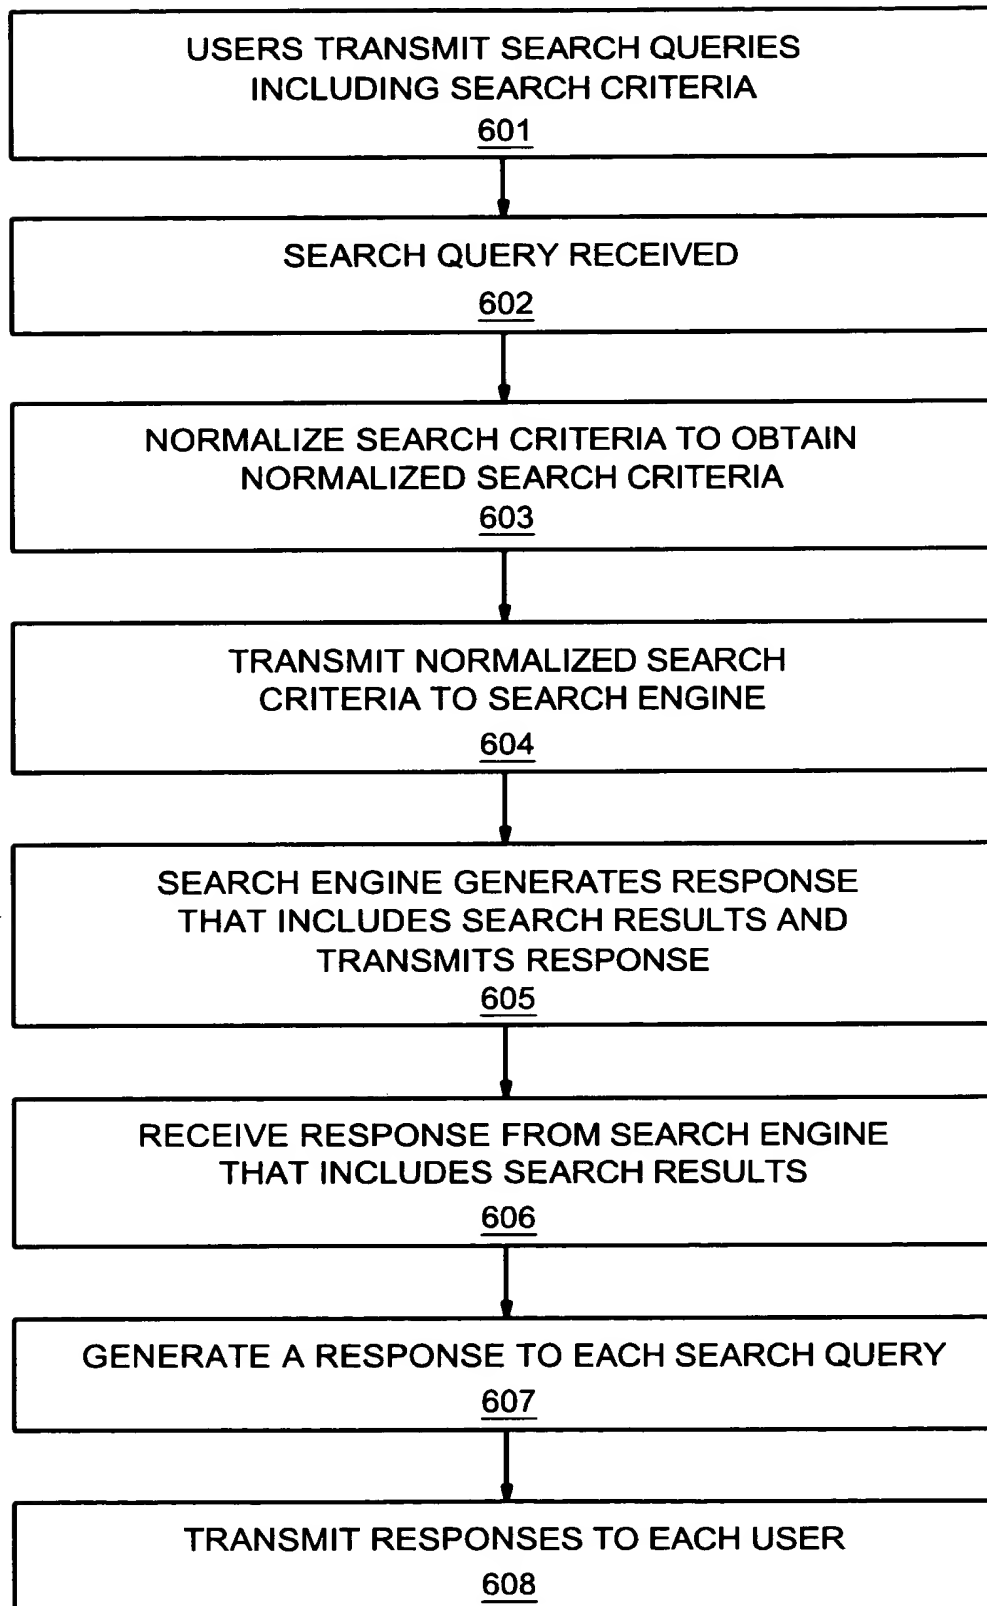 USERS TRANSMIT SEARCH QUERIES
INCLUDING SEARCH CRITERIA
601
SEARCH QUERY RECEIVED
602
NORMALIZE SEARCH CRITERIA TO OBTAIN
NORMALIZED SEARCH CRITERIA
603
TRANSMIT NORMALIZED SEARCH
CRITERIA TO SEARCH ENGINE
604
SEARCH ENGINE GENERATES RESPONSE
THAT INCLUDES SEARCH RESULTS AND
TRANSMITS RESPONSE
605
RECEIVE RESPONSE FROM SEARCH ENGINE
THAT INCLUDES SEARCH RESULTS
606
GENERATE A RESPONSE TO EACH SEARCH QUERY
607
TRANSMIT RESPONSES TO EACH USER
608